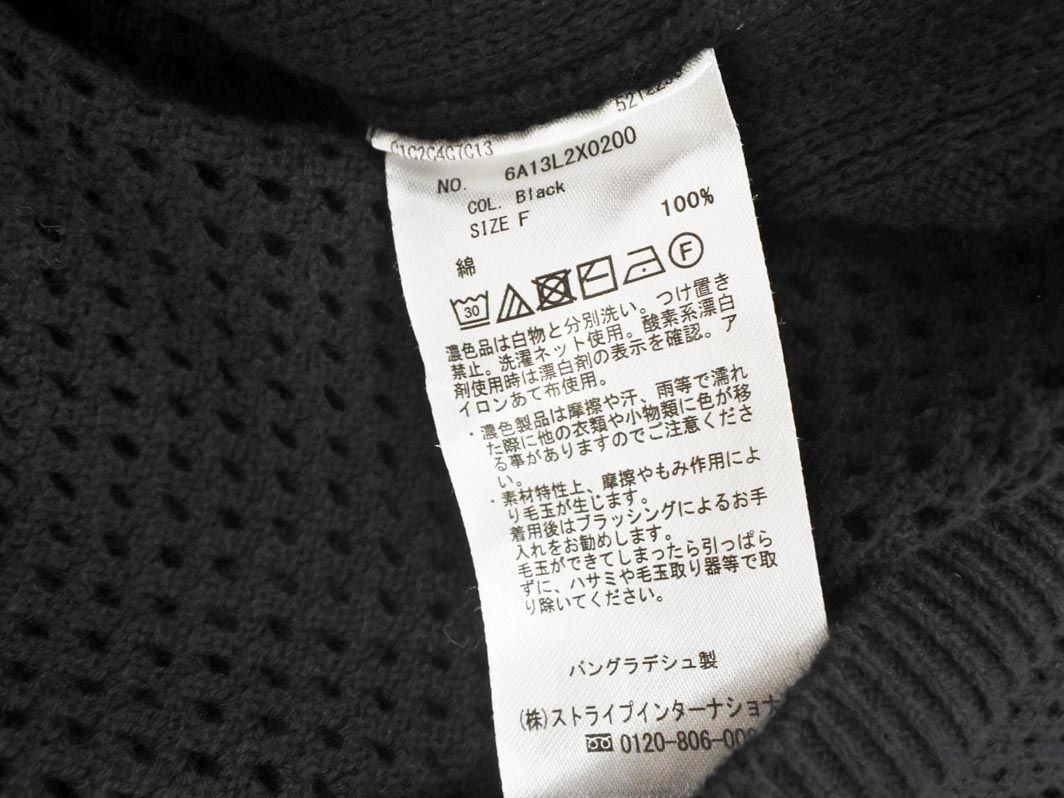 C1C2C4C7C13
NO. 6A13L2X0200
COL. Black
SIZE F
綿 100%
30 F
濃色品は白物と分別洗い。つけ置き
禁止。洗濯ネット使用。酸素系漂白
剤使用時は漂白剤の表示を確認。ア
イロンあて布使用。
・濃色製品は摩擦や汗、雨等で濡れ
た際に他の衣類や小物類に色が移
る事がありますのでご注意くださ
い。
・素材特性上、摩擦やもみ作用によ
り毛玉が生じます。
着用後はブラッシングによるお手
入れをお勧めします。
毛玉ができてしまったら引っぱら
ずに、ハサミや毛玉取り器等で取
り除いてください。
バングラデシュ製
(株)ストライプインターナショナ
0120-806-00